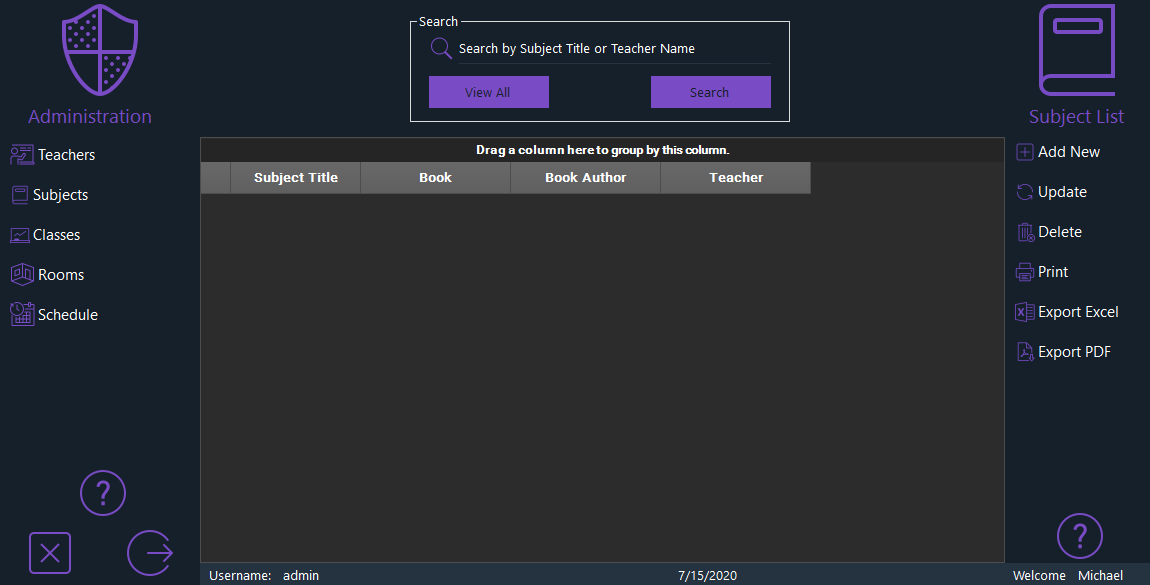 Administration
Teachers
Subjects
Classes
Rooms
Schedule
?
Search
Search by Subject Title or Teacher Name
View All
Search
Drag a column here to group by this column.
Subject Title Book Book Author Teacher
Subject List
Add New
Update
Delete
Print
Export Excel
Export PDF
?
Username: admin
7/15/2020
Welcome Michael